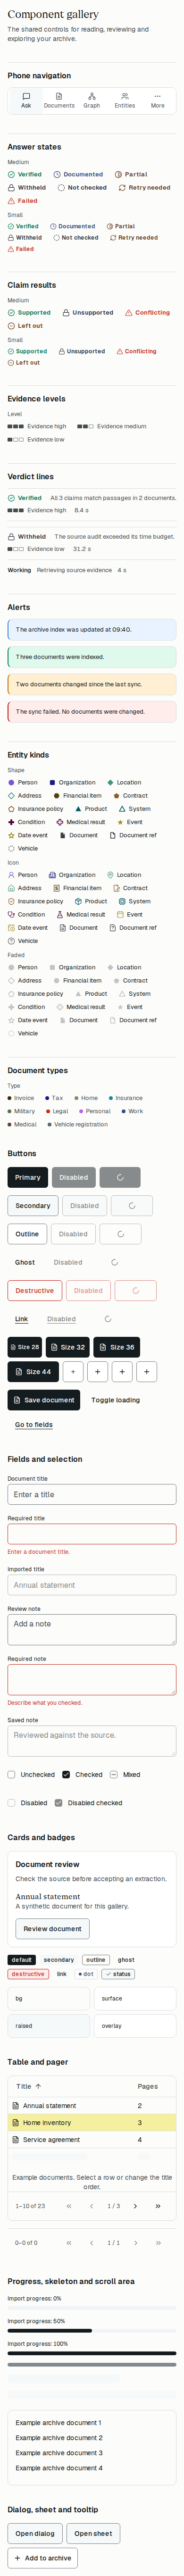 Component gallery
The shared controls for reading, reviewing and
exploring your archive.
Phone navigation
Ask Documents Graph Entities More
Answer states
Medium
Verified Documented Partial
Withheld Not checked Retry needed
Failed
Small
Verified Documented Partial
Withheld Not checked Retry needed
Failed
Claim results
Medium
Supported Unsupported Conflicting
Left out
Small
Supported Unsupported Conflicting
Left out
Evidence levels
Level
Evidence high Evidence medium
Evidence low
Verdict lines
Verified All 3 claims match passages in 2 documents.
Evidence high 8.4 s
Withheld The source audit exceeded its time budget.
Evidence low 31.2 s
Working Retrieving source evidence 4 s
Alerts
The archive index was updated at 09:40.
Three documents were indexed.
Two documents changed since the last sync.
The sync failed. No documents were changed.
Entity kinds
Shape
Person Organization Location
Address Financial item Contract
Insurance policy Product System
Condition Medical result Event
Date event Document Document ref
Vehicle
Icon
Person Organization Location
Address Financial item Contract
Insurance policy Product System
Condition Medical result Event
Date event Document Document ref
Vehicle
Faded
Person Organization Location
Address Financial item Contract
Insurance policy Product System
Condition Medical result Event
Date event Document Document ref
Vehicle
Document types
Type
Invoice Tax Home Insurance
Military Legal Personal Work
Medical Vehicle registration
Buttons
Primary Disabled
Secondary Disabled
Outline Disabled
Ghost Disabled
Destructive Disabled
Link Disabled
Size 28 Size 32 Size 36
Size 44
Save document Toggle loading
Go to fields
Fields and selection
Document title
Enter a title
Required title
Enter a document title.
Imported title
Annual statement
Review note
Add a note
Required note
Describe what you checked.
Saved note
Reviewed against the source.
Unchecked Checked Mixed
Disabled Disabled checked
Cards and badges
Document review
Check the source before accepting an extraction.
Annual statement
A synthetic document for this gallery.
Review document
default secondary outline ghost
destructive link dot status
bg surface
raised overlay
Table and pager
Title Pages
Annual statement 2
Home inventory 3
Service agreement 4
Example documents. Select a row or change the title
order.
1–10 of 23 1 / 3
0–0 of 0 1 / 1
Progress, skeleton and scroll area
Import progress: 0%
Import progress: 50%
Import progress: 100%
Example archive document 1
Example archive document 2
Example archive document 3
Example archive document 4
Dialog, sheet and tooltip
Open dialog Open sheet
Add to archive